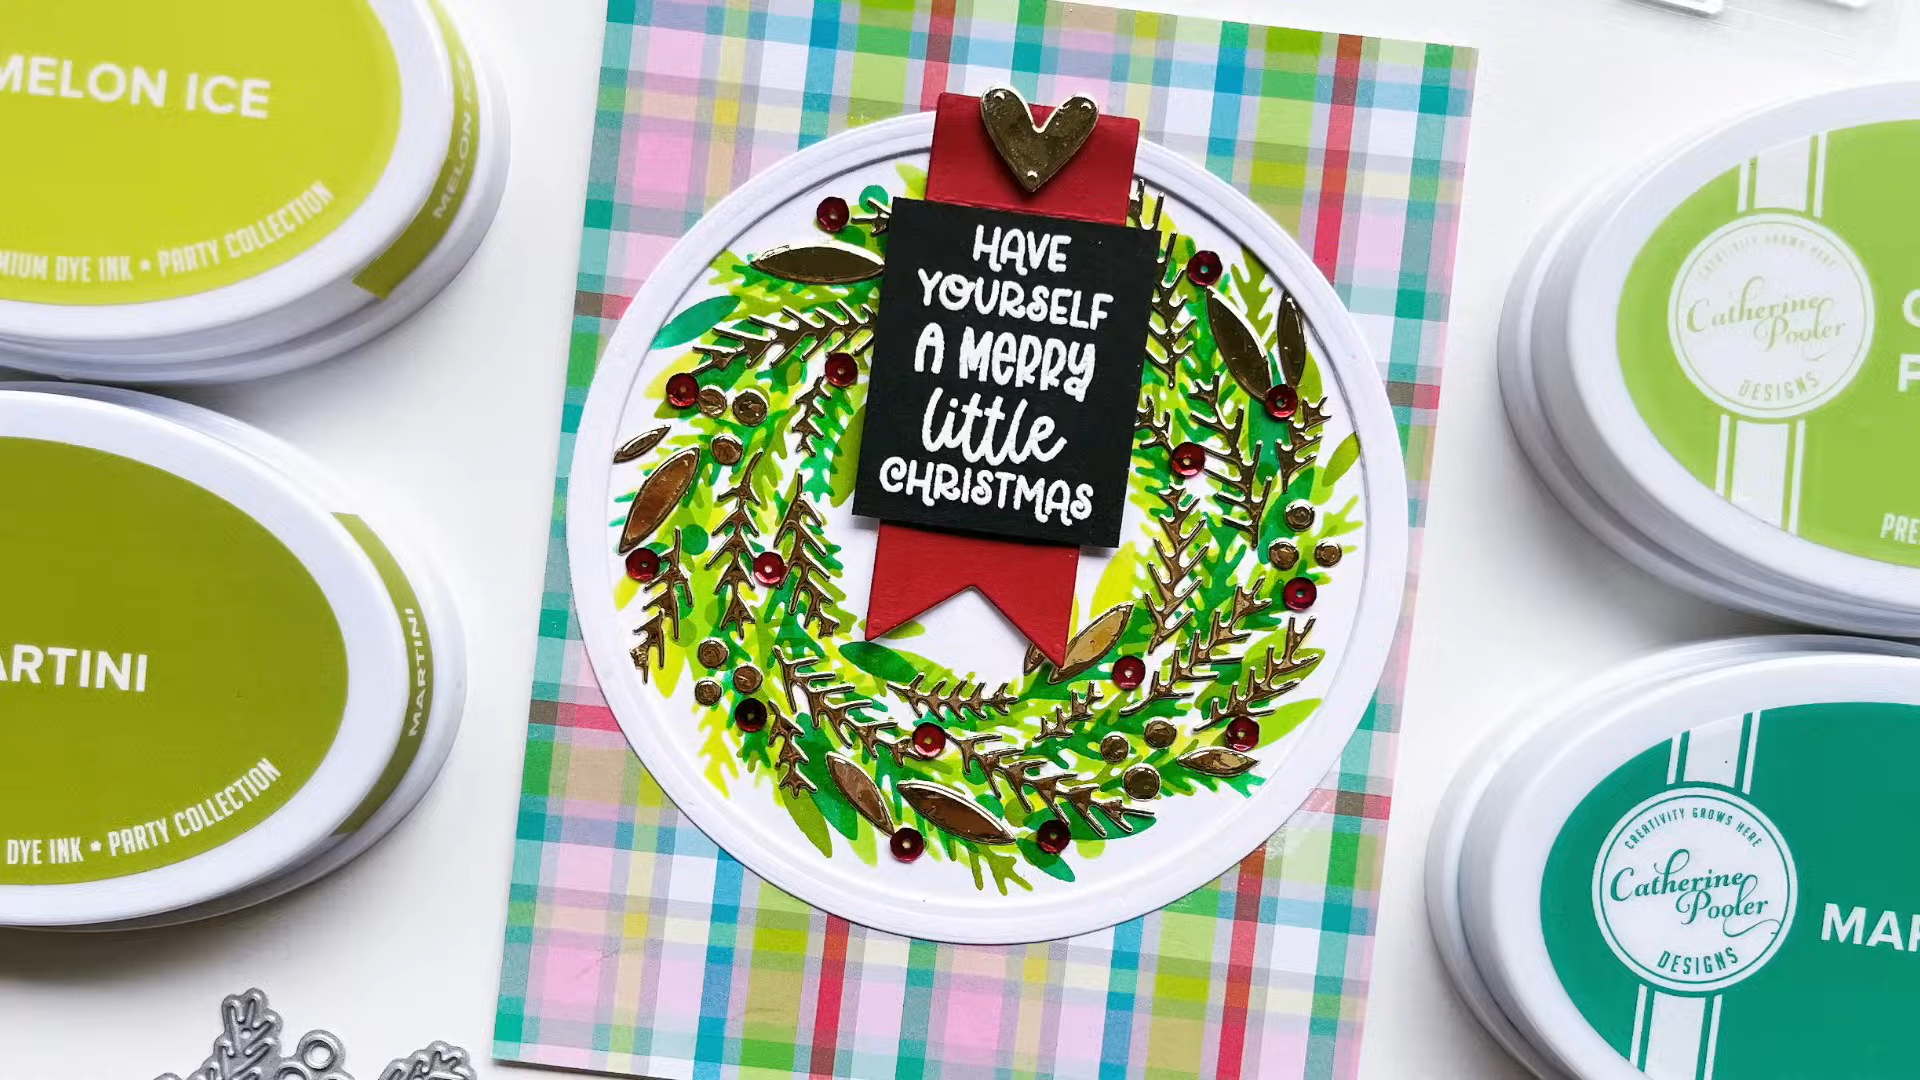 MELON ICE
MIUM DYE INK • PARTY COLLECTION
MELON IC
HAVE
YOURSELF
A MERRY
little
CHRISTMAS
CREATIVITY GROWS HERE
Catherine
Pooler
DESIGNS
PRE
ARTINI
DYE INK • PARTY COLLECTION
MARTINI
CREATIVITY GROWS HERE
Catherine
Pooler
DESIGNS
MAR